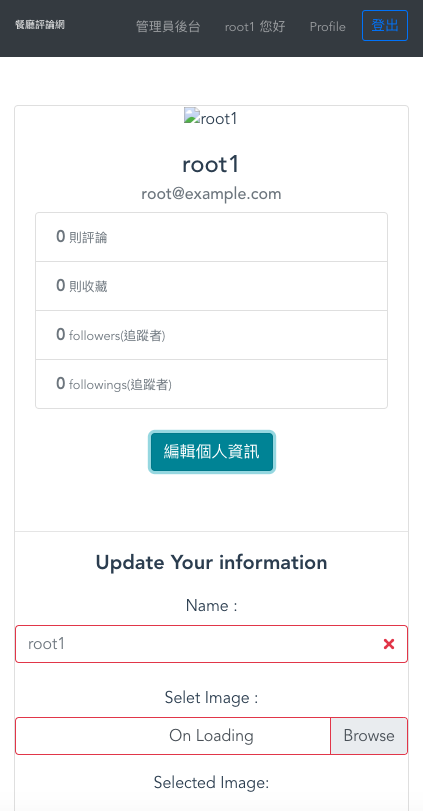 餐廳評論網 管理員後台 root1 您好 Profile 登出
root1
root1
root@example.com
0 則評論
0 則收藏
0 followers(追蹤者)
0 followings(追蹤者)
編輯個人資訊
Update Your information
Name :
root1
Selet Image :
On Loading Browse
Selected Image: